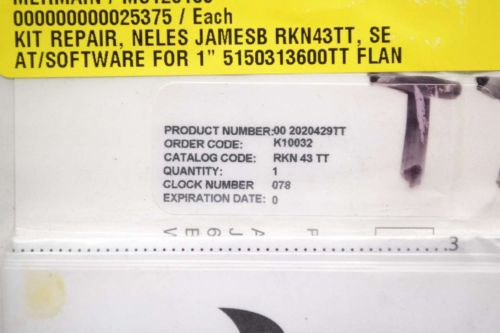 000000000025375 / Each
KIT REPAIR, NELES JAMESB RKN43TT, SE
AT/SOFTWARE FOR 1" 5150313600TT FLAN
PRODUCT NUMBER:00 2020429TT
ORDER CODE: K10032
CATALOG CODE: RKN 43 TT
QUANTITY: 1
CLOCK NUMBER 078
EXPIRATION DATE: 0
3